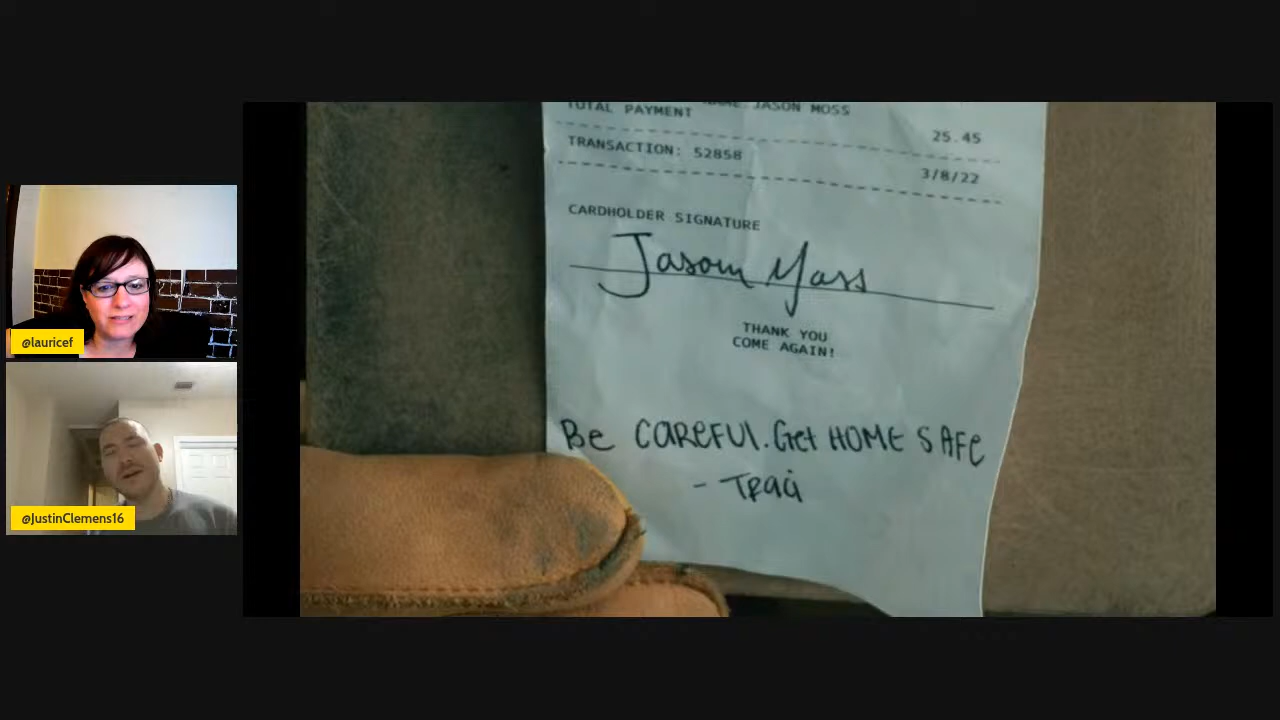 NAME JASON MOSS
TOTAL PAYMENT 25.45
TRANSACTION: 52858 3/8/22
CARDHOLDER SIGNATURE
Jason Moss
THANK YOU
COME AGAIN!
Be CAREFUl. Get HOME SAFe
- TRaci
@lauricef
@JustinClemens16